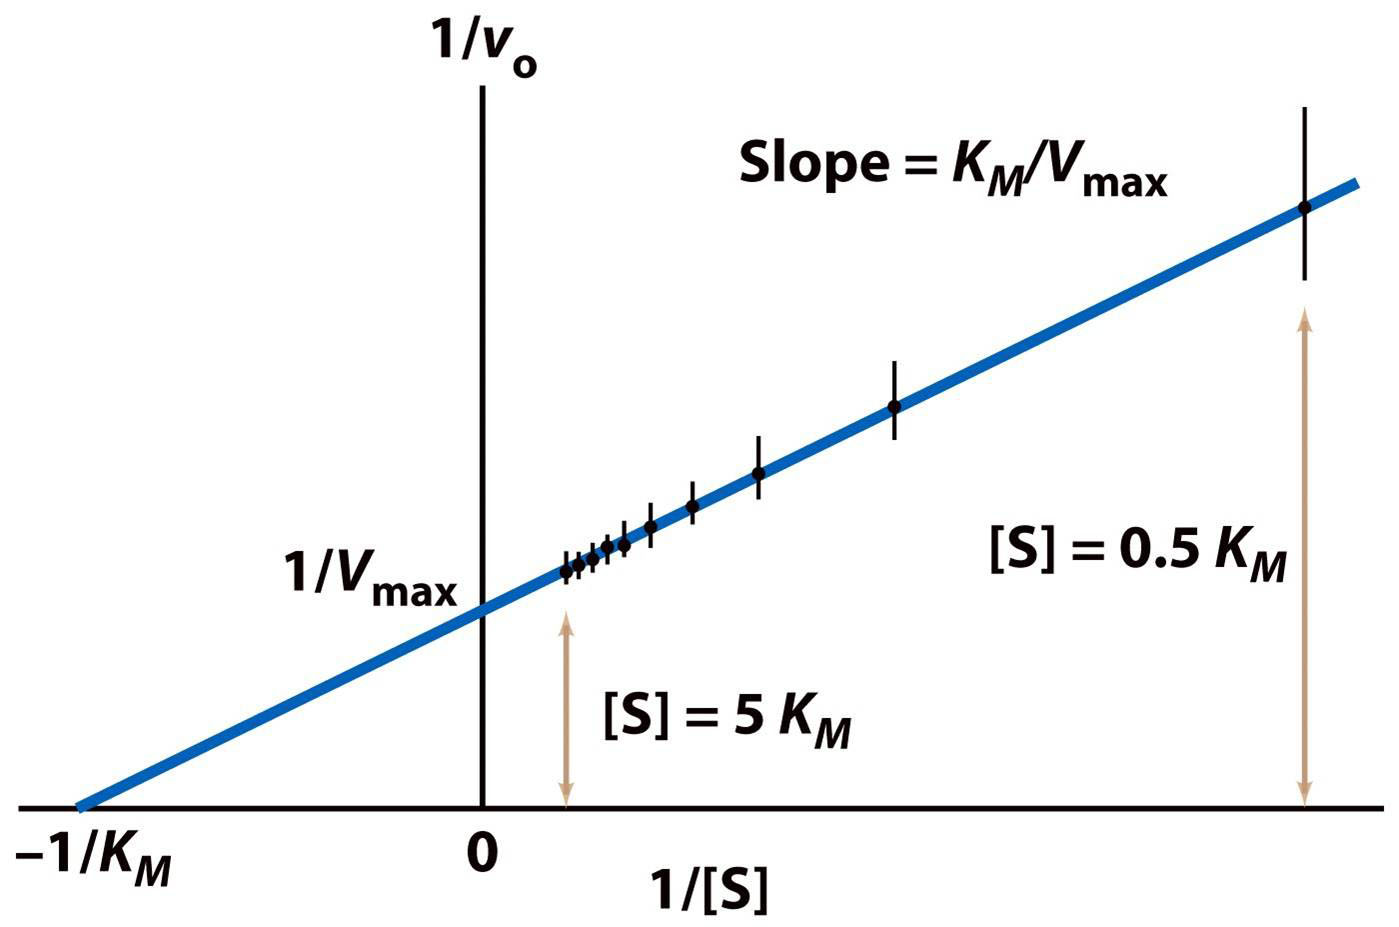 1/vo
Slope = KM/Vmax
[S] = 0.5 KM
1/Vmax
[S] = 5 KM
–1/KM
0
1/[S]